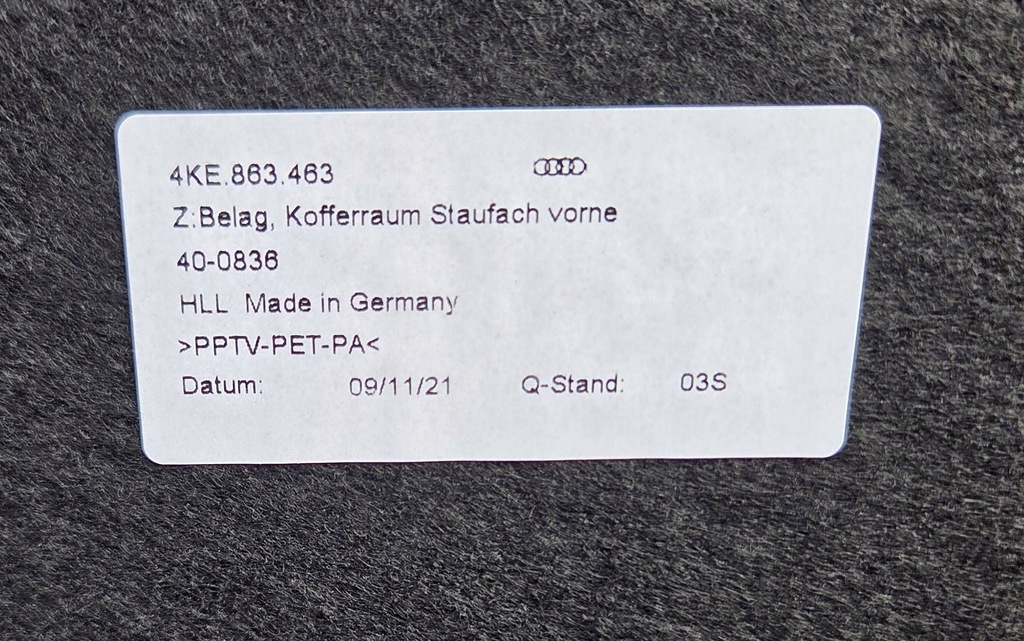 4KE.863.463
Z:Belag, Kofferraum Staufach vorne
40-0836
HLL Made in Germany
>PPTV-PET-PA<
Datum: 09/11/21 Q-Stand: 03S